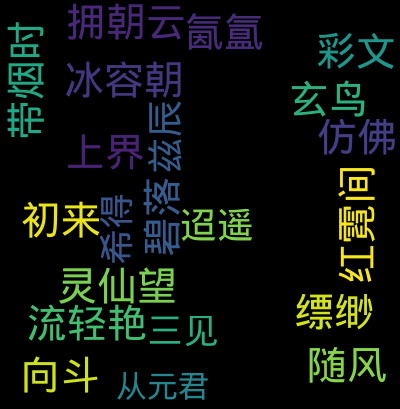 拥朝云
氤氲
带烟时
彩文
冰容朝
玄鸟
仿佛
上界
兹辰
碧落
希得
初来
迢遥
红霓间
灵仙望
缥缈
流轻艳
三见
随风
向斗
从元君